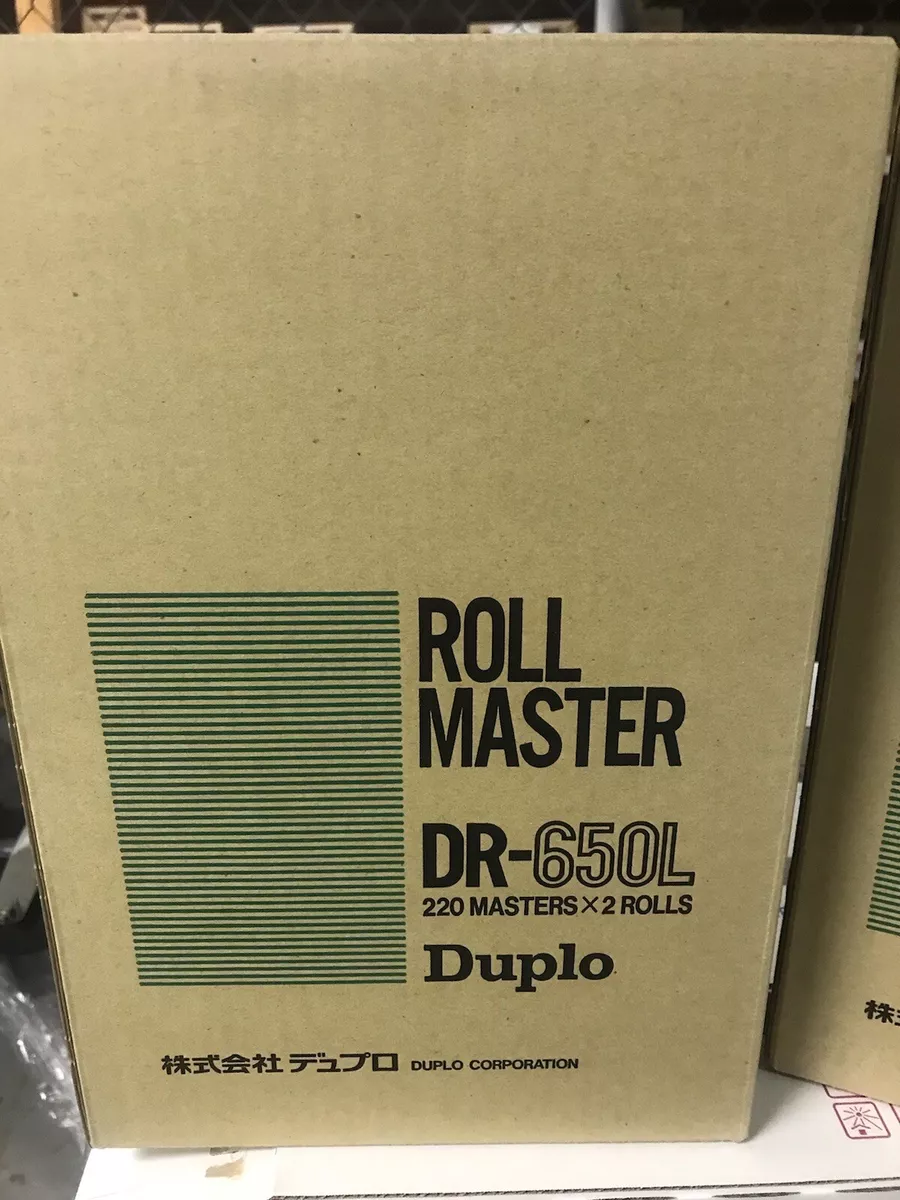 ROLL
MASTER
DR-650L
220 MASTERS×2 ROLLS
Duplo
株式会社 デュプロ DUPLO CORPORATION
株